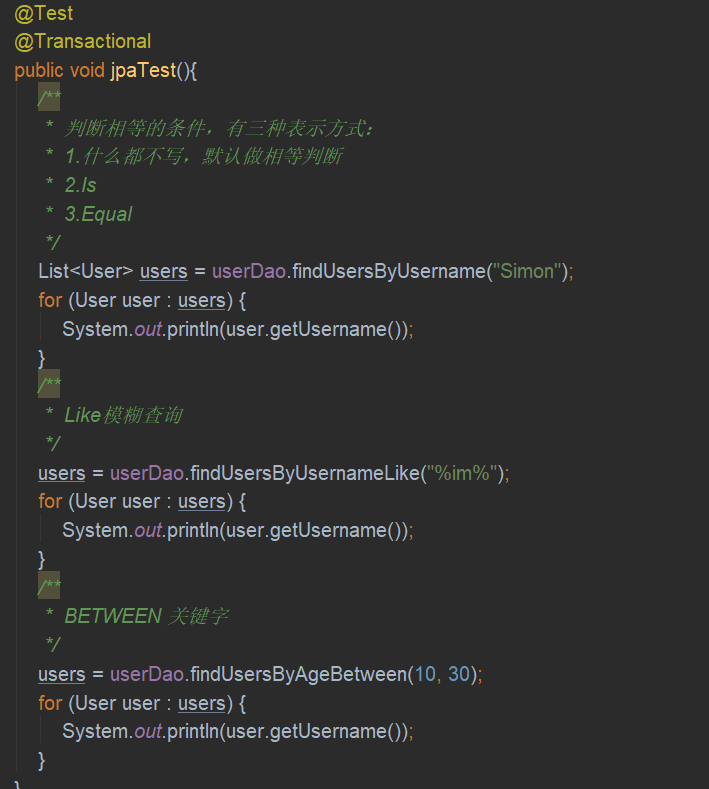 @Test
@Transactional
public void jpaTest(){
/**
* 判断相等的条件，有三种表示方式：
* 1.什么都不写，默认做相等判断
* 2.Is
* 3.Equal
*/
List<User> users = userDao.findUsersByUsername("Simon");
for (User user : users) {
System.out.println(user.getUsername());
}
/**
* Like模糊查询
*/
users = userDao.findUsersByUsernameLike("%im%");
for (User user : users) {
System.out.println(user.getUsername());
}
/**
* BETWEEN 关键字
*/
users = userDao.findUsersByAgeBetween(10, 30);
for (User user : users) {
System.out.println(user.getUsername());
}
}